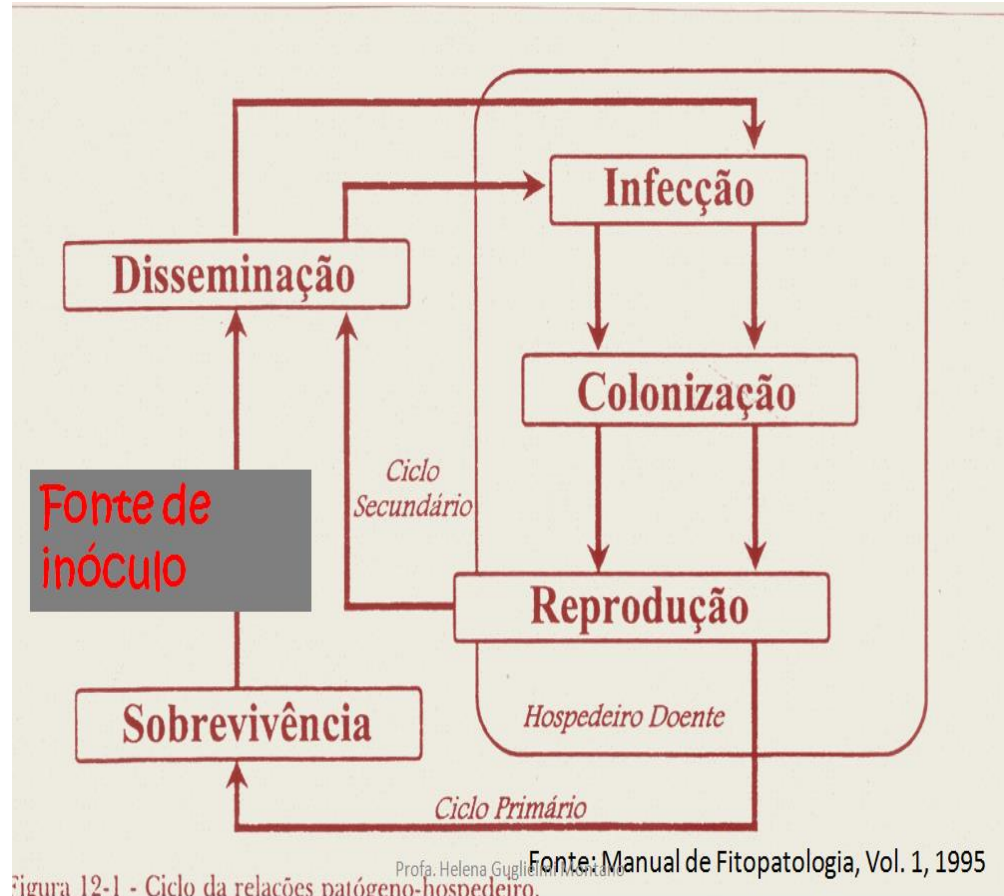 Infecção
Disseminação
Colonização
Ciclo
Secundário
Fonte de
inóculo
Reprodução
Sobrevivência
Hospedeiro Doente
Ciclo Primário
Profa. Helena Guglielmi Montano
Fonte: Manual de Fitopatologia, Vol. 1, 1995
Figura 12-1 - Ciclo da relações patógeno-hospedeiro.